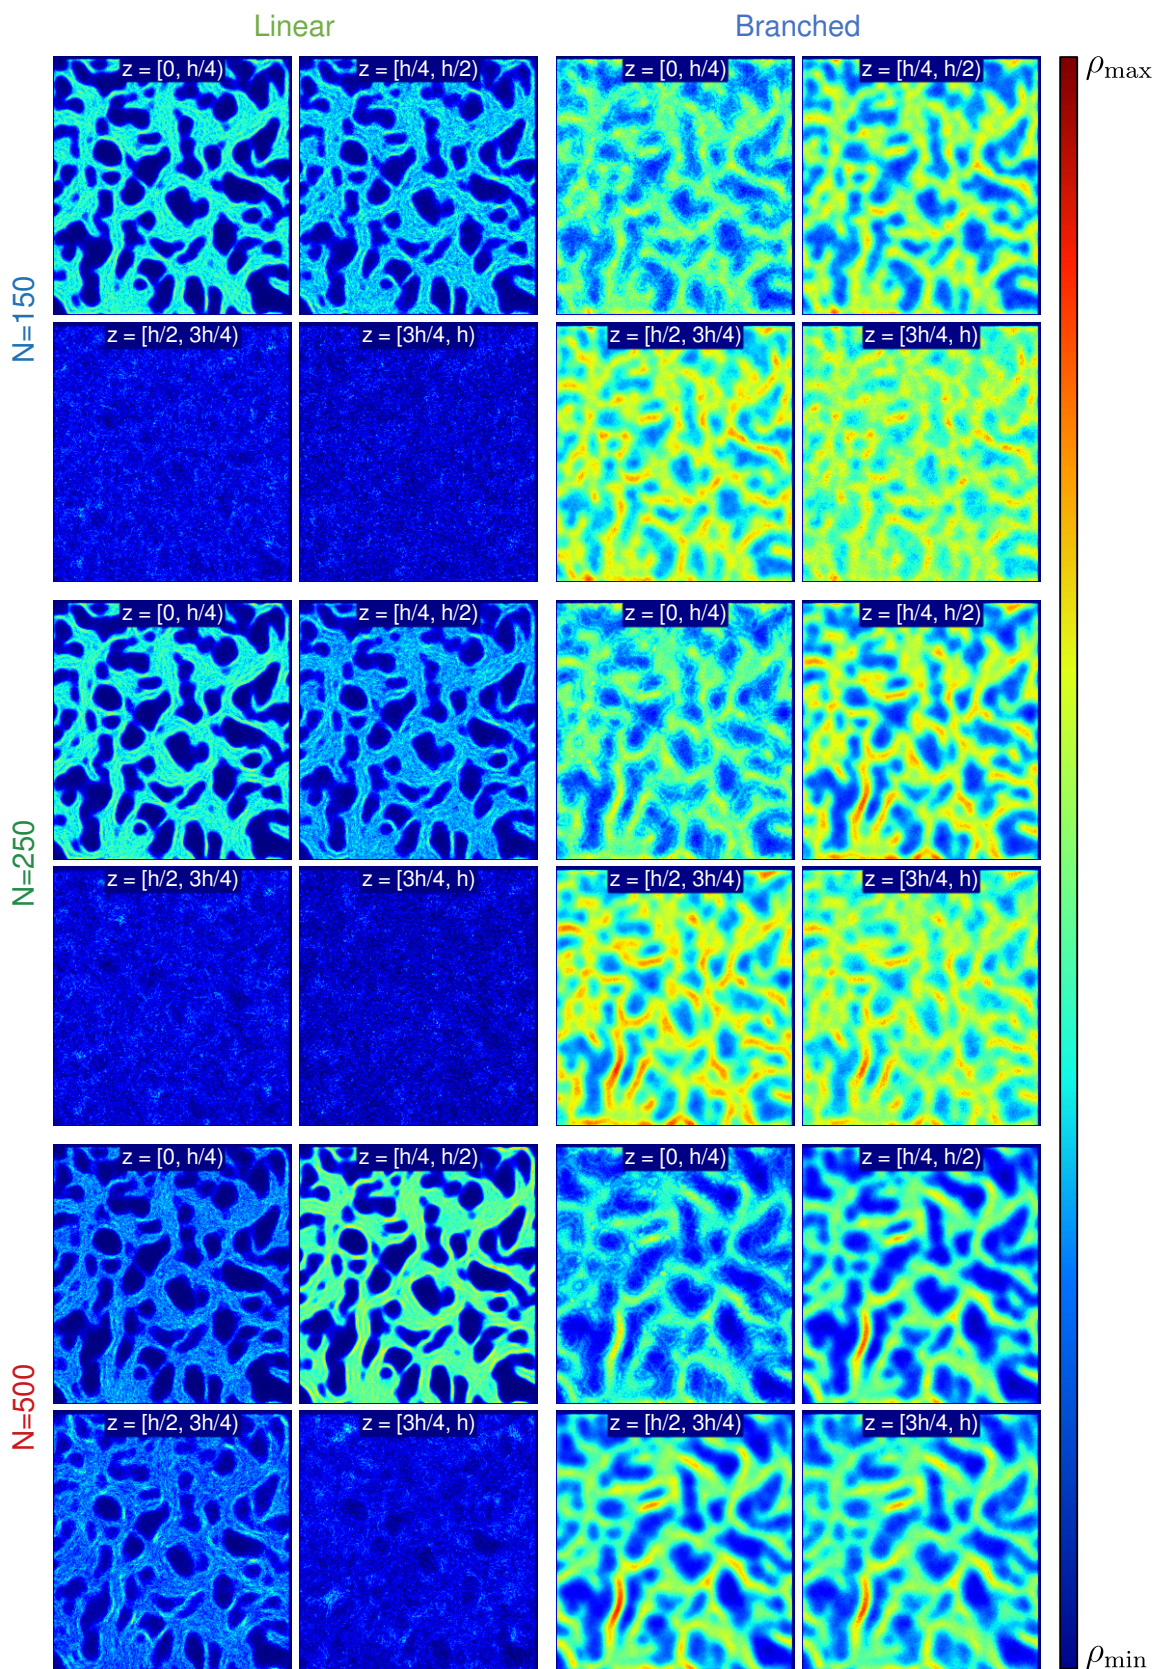 Linear
Branched
ρmax
N=150
z = [0, h/4)
z = [h/4, h/2)
z = [0, h/4)
z = [h/4, h/2)
z = [h/2, 3h/4)
z = [3h/4, h)
z = [h/2, 3h/4)
z = [3h/4, h)
N=250
z = [0, h/4)
z = [h/4, h/2)
z = [0, h/4)
z = [h/4, h/2)
z = [h/2, 3h/4)
z = [3h/4, h)
z = [h/2, 3h/4)
z = [3h/4, h)
N=500
z = [0, h/4)
z = [h/4, h/2)
z = [0, h/4)
z = [h/4, h/2)
z = [h/2, 3h/4)
z = [3h/4, h)
z = [h/2, 3h/4)
z = [3h/4, h)
ρmin